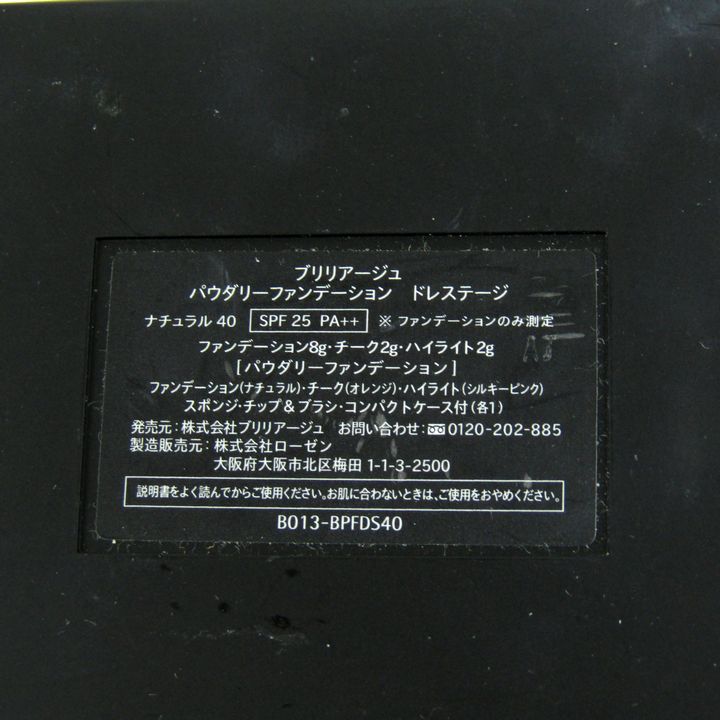 ブリリアージュ
パウダリーファンデーション　ドレステージ
ナチュラル 40 SPF 25 PA++ ※ ファンデーションのみ測定
ファンデーション8g・チーク2g・ハイライト2g
[パウダリーファンデーション]
ファンデーション(ナチュラル)・チーク(オレンジ)・ハイライト(シルキーピンク)
スポンジ・チップ&ブラシ・コンパクトケース付(各1)
発売元：株式会社ブリリアージュ　お問い合わせ：0120-202-885
製造販売元：株式会社ローゼン
大阪府大阪市北区梅田 1-1-3-2500
説明書をよく読んでからご使用ください。お肌に合わないときは、ご使用をおやめください。
B013-BPFDS40